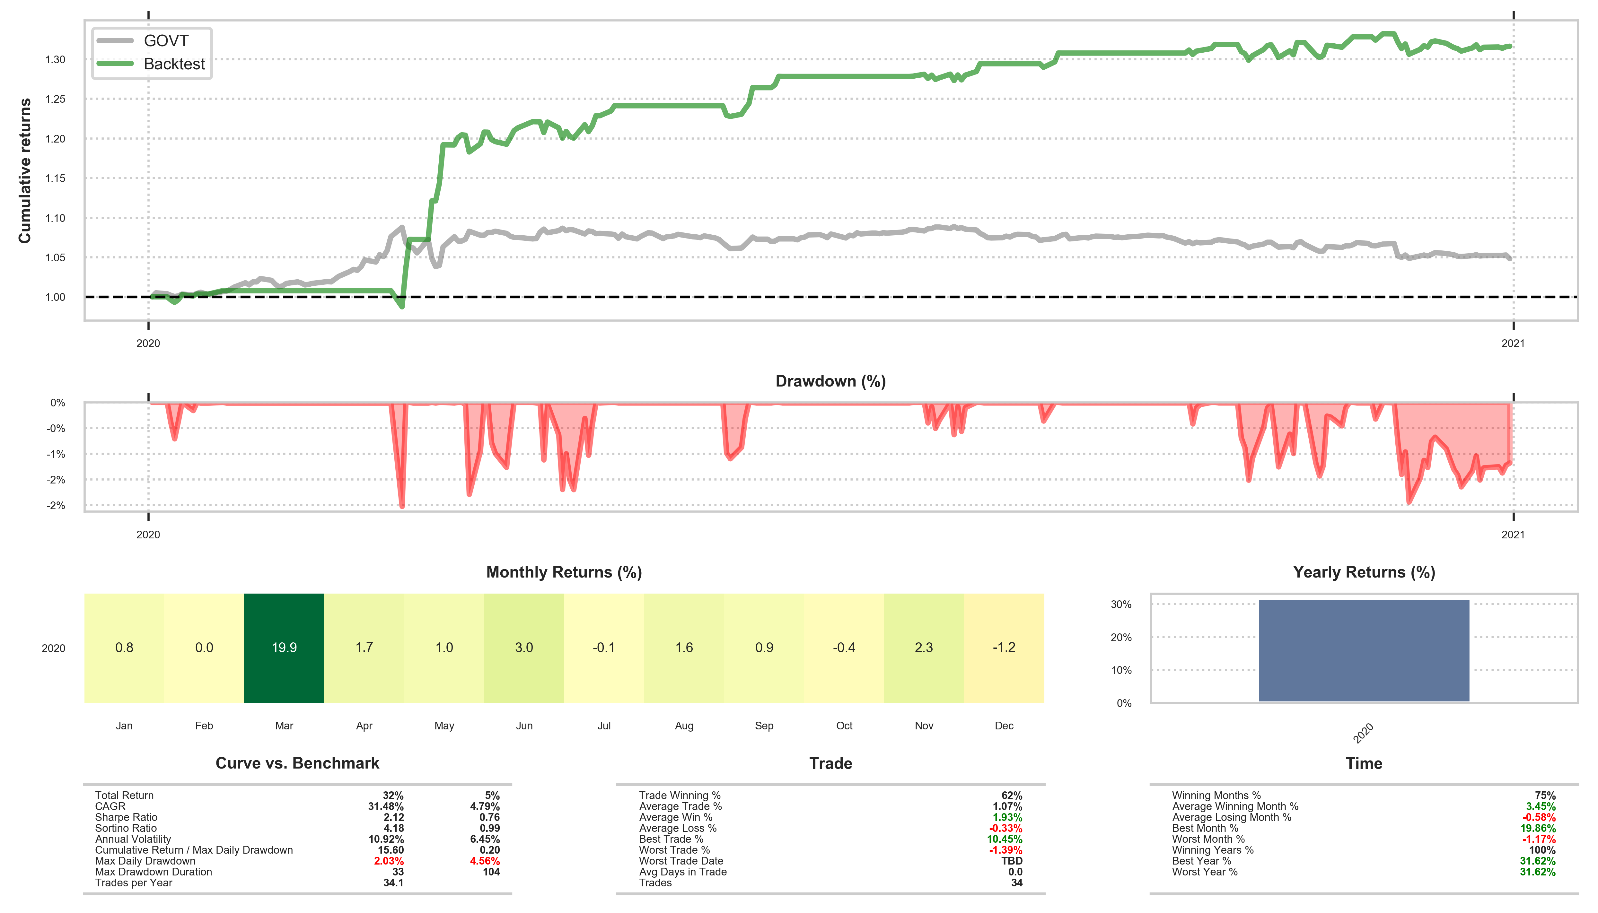 GOVT
Backtest
Cumulative returns
1.30
1.25
1.20
1.15
1.10
1.05
1.00
2020
2021
Drawdown (%)
0%
-0%
-1%
-2%
-2%
2020
2021
Monthly Returns (%)
2020
0.8 0.0 19.9 1.7 1.0 3.0 -0.1 1.6 0.9 -0.4 2.3 -1.2
Jan Feb Mar Apr May Jun Jul Aug Sep Oct Nov Dec
Yearly Returns (%)
30%
20%
10%
0%
2020
Curve vs. Benchmark
Total Return 32% 5%
CAGR 31.48% 4.79%
Sharpe Ratio 2.12 0.76
Sortino Ratio 4.18 0.99
Annual Volatility 10.92% 6.45%
Cumulative Return / Max Daily Drawdown 15.60 0.20
Max Daily Drawdown 2.03% 4.56%
Max Drawdown Duration 33 104
Trades per Year 34.1
Trade
Trade Winning % 62%
Average Trade % 1.07%
Average Win % 1.93%
Average Loss % -0.33%
Best Trade % 10.45%
Worst Trade % -1.39%
Worst Trade Date TBD
Avg Days in Trade 0.0
Trades 34
Time
Winning Months % 75%
Average Winning Month % 3.45%
Average Losing Month % -0.58%
Best Month % 19.86%
Worst Month % -1.17%
Winning Years % 100%
Best Year % 31.62%
Worst Year % 31.62%